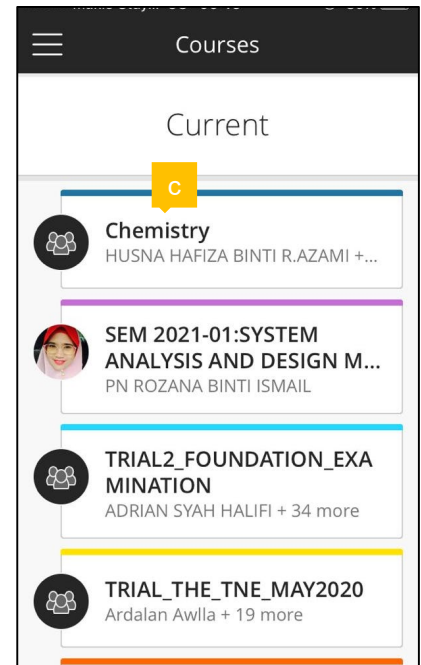 Courses
Current
C
Chemistry
HUSNA HAFIZA BINTI R.AZAMI +...
SEM 2021-01:SYSTEM
ANALYSIS AND DESIGN M...
PN ROZANA BINTI ISMAIL
TRIAL2_FOUNDATION_EXA
MINATION
ADRIAN SYAH HALIFI + 34 more
TRIAL_THE_TNE_MAY2020
Ardalan Awlla + 19 more